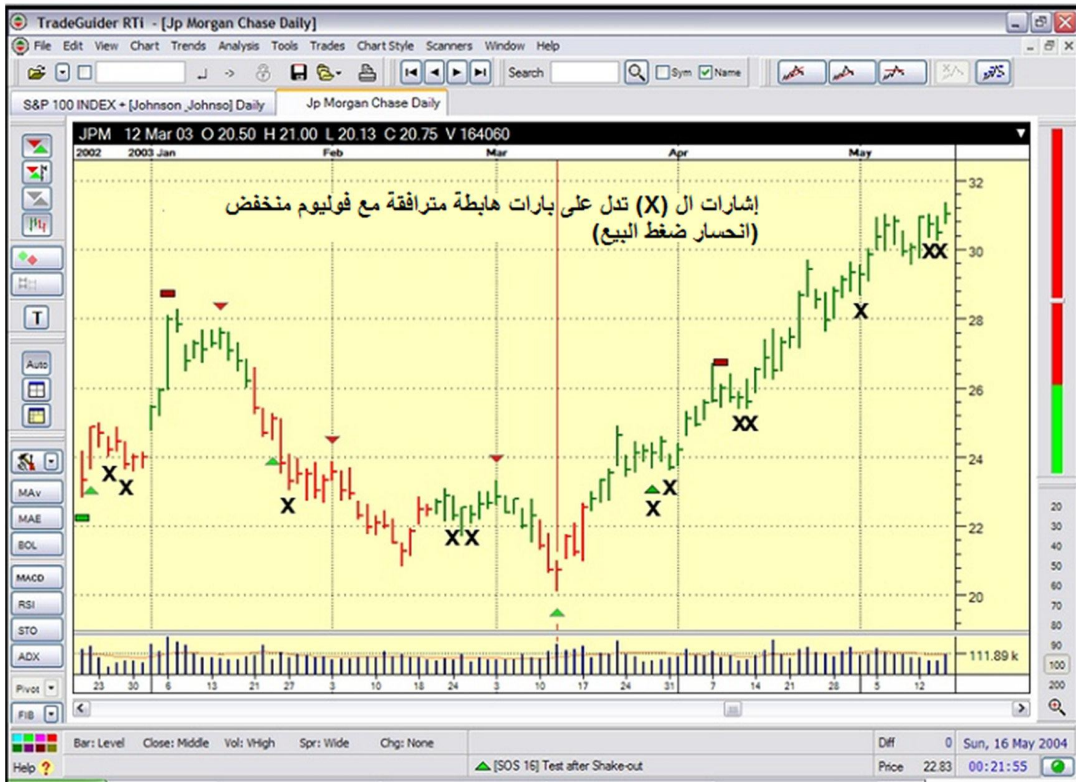 TradeGuider RTi - [Jp Morgan Chase Daily]
File Edit View Chart Trends Analysis Tools Trades Chart Style Scanners Window Help
Search Sym Name
S&P 100 INDEX + [Johnson_Johnso] Daily Jp Morgan Chase Daily
JPM 12 Mar 03 O 20.50 H 21.00 L 20.13 C 20.75 V 164060
2002 2003 Jan Feb Mar Apr May
إشارات ال (X) تدل على بارات هابطة مترافقة مع فوليوم منخفض
(انحسار ضغط البيع)
32
30
28
26
24
22
20
X X X X X X X X X X X X
T
Auto
MAv
MAE
BOL
MACD
RSI
STO
ADX
Pivot
FIB
20
30
40
50
60
70
80
90
100
200
111.89 k
23 30 6 13 21 27 3 10 18 24 3 10 17 24 31 7 14 21 28 5 12
Bar: Level Close: Middle Vol: VHigh Spr: Wide Chg: None Diff 0 Sun, 16 May 2004
Help ? [SOS 16] Test after Shake-out Price 22.83 00:21:55